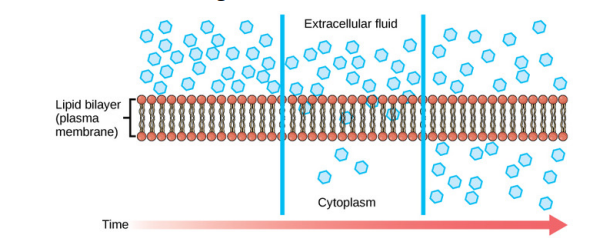 Extracellular fluid
Lipid bilayer
(plasma
membrane)
Cytoplasm
Time